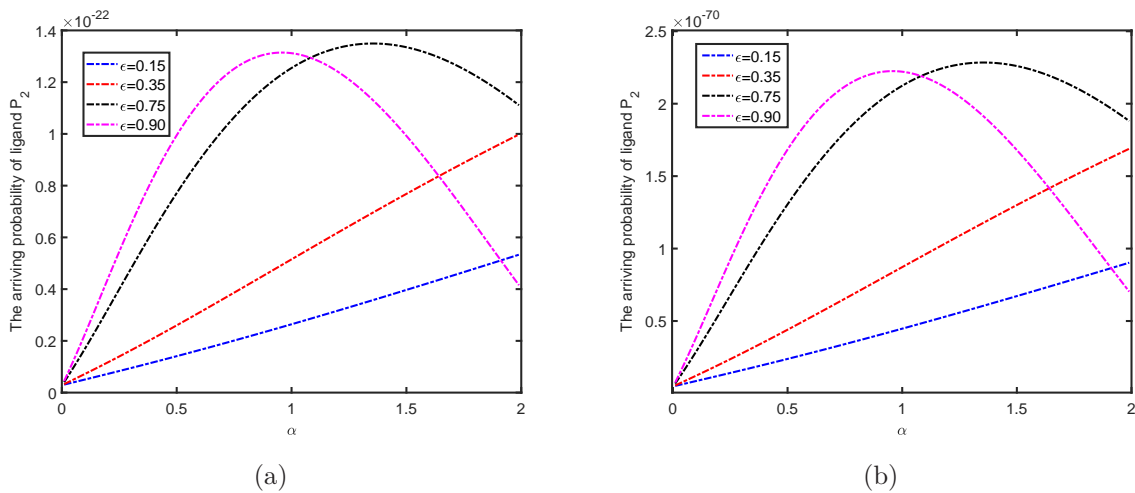 ×10-22
1.4
1.2
1
0.8
0.6
0.4
0.2
0
The arriving probability of ligand P2
ϵ=0.15
ϵ=0.35
ϵ=0.75
ϵ=0.90
0 0.5 1 1.5 2
α
(a)
×10-70
2.5
2
1.5
1
0.5
The arriving probability of ligand P2
ϵ=0.15
ϵ=0.35
ϵ=0.75
ϵ=0.90
0 0.5 1 1.5 2
α
(b)